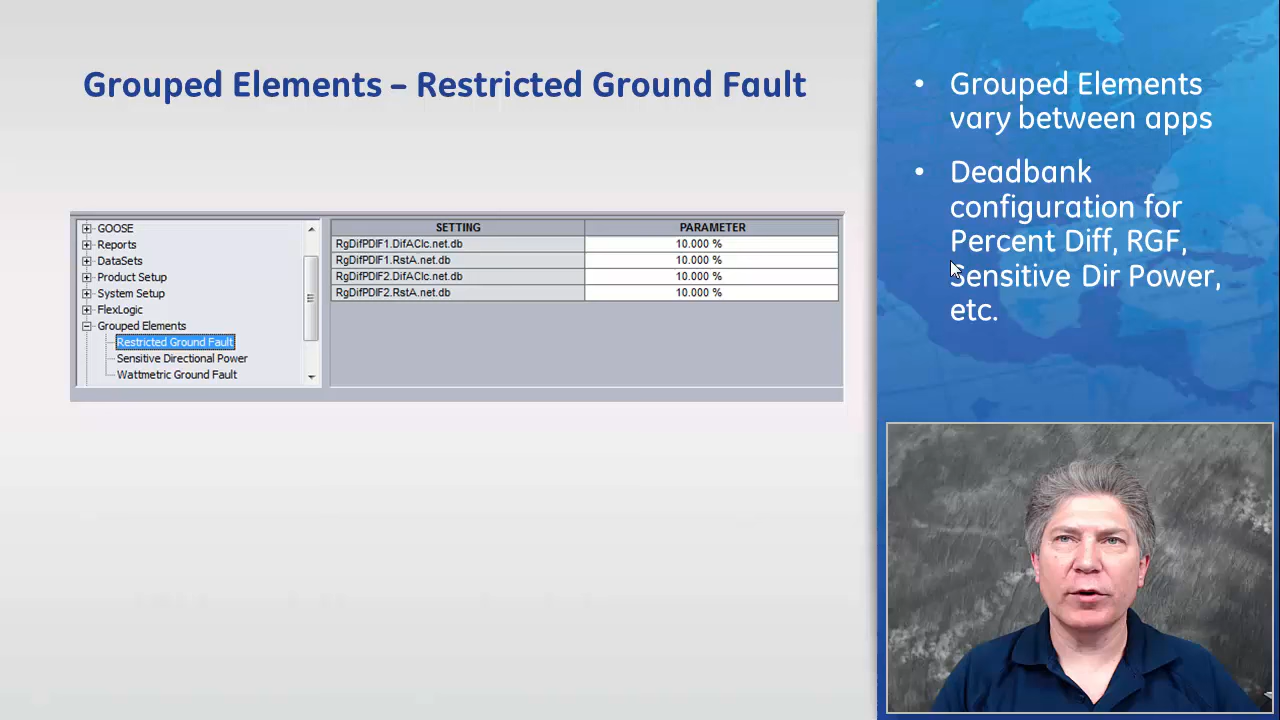 Grouped Elements – Restricted Ground Fault
GOOSE
Reports
DataSets
Product Setup
System Setup
FlexLogic
Grouped Elements
Restricted Ground Fault
Sensitive Directional Power
Wattmetric Ground Fault
SETTING PARAMETER
RgDifPDIF1.DifAClc.net.db 10.000 %
RgDifPDIF1.RstA.net.db 10.000 %
RgDifPDIF2.DifAClc.net.db 10.000 %
RgDifPDIF2.RstA.net.db 10.000 %
• Grouped Elements
vary between apps
• Deadbank
configuration for
Percent Diff, RGF,
Sensitive Dir Power,
etc.